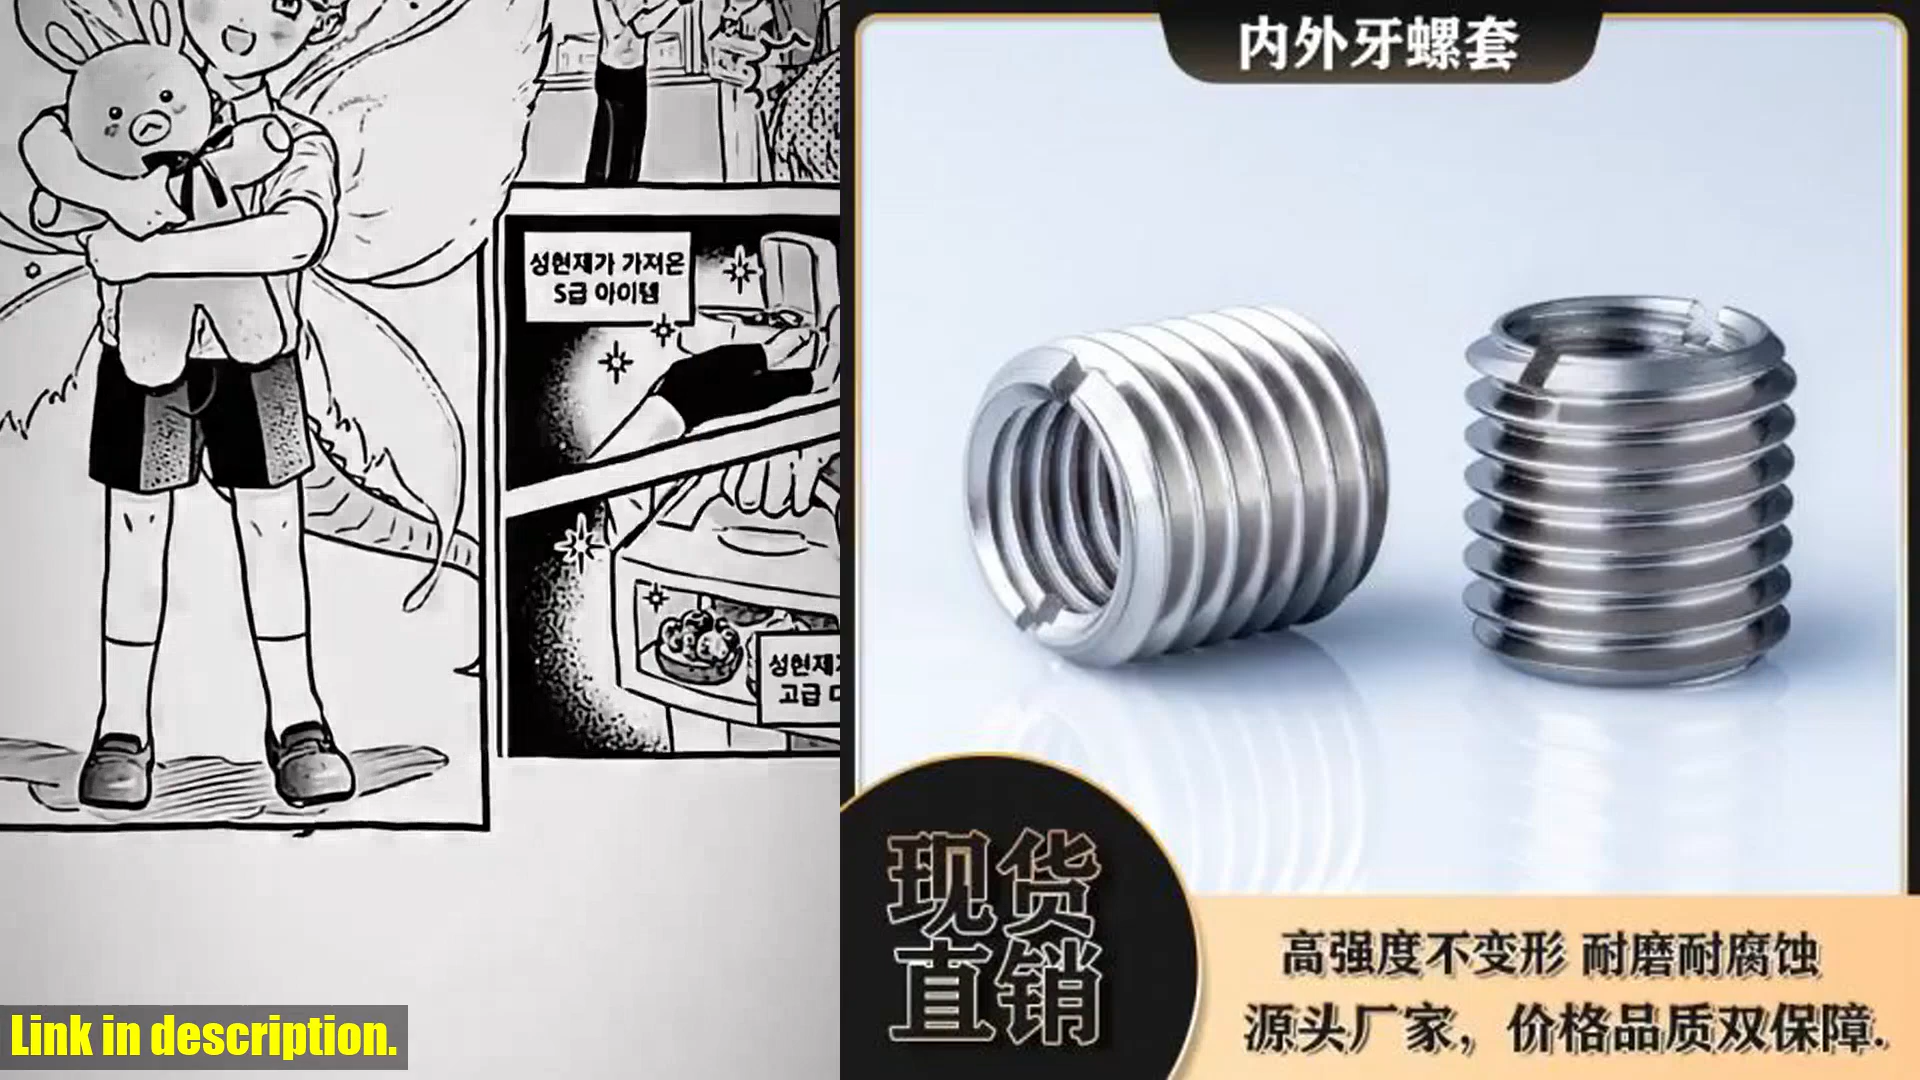 성현제가 가져온
S급 아이템
성현제
고급
Link in description.
内外牙螺套
现货
直销
高强度不变形 耐磨耐腐蚀
源头厂家，价格品质双保障.